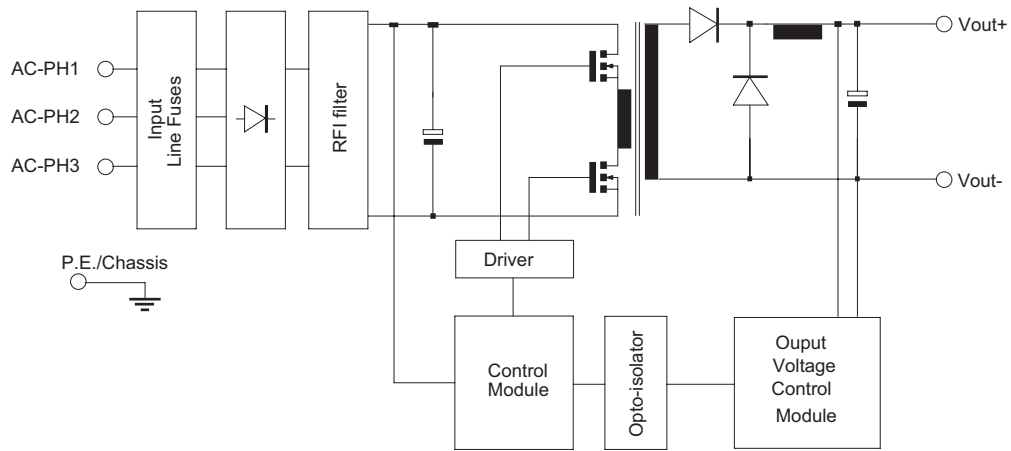 AC-PH1
AC-PH2
AC-PH3
Input
Line Fuses
RFI filter
Vout+
Vout-
P.E./Chassis
Driver
Control
Module
Opto-isolator
Ouput
Voltage
Control
Module